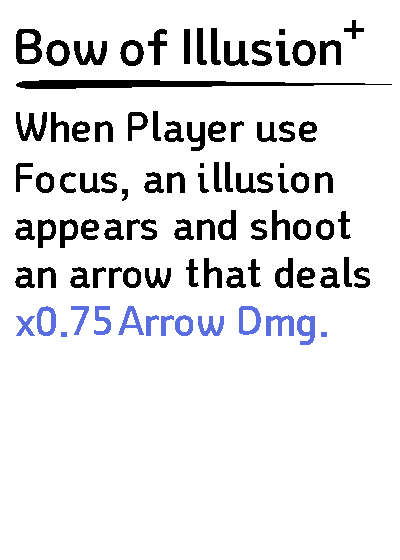 Bow of Illusion+
When Player use
Focus, an illusion
appears and shoot
an arrow that deals
x0.75 Arrow Dmg.